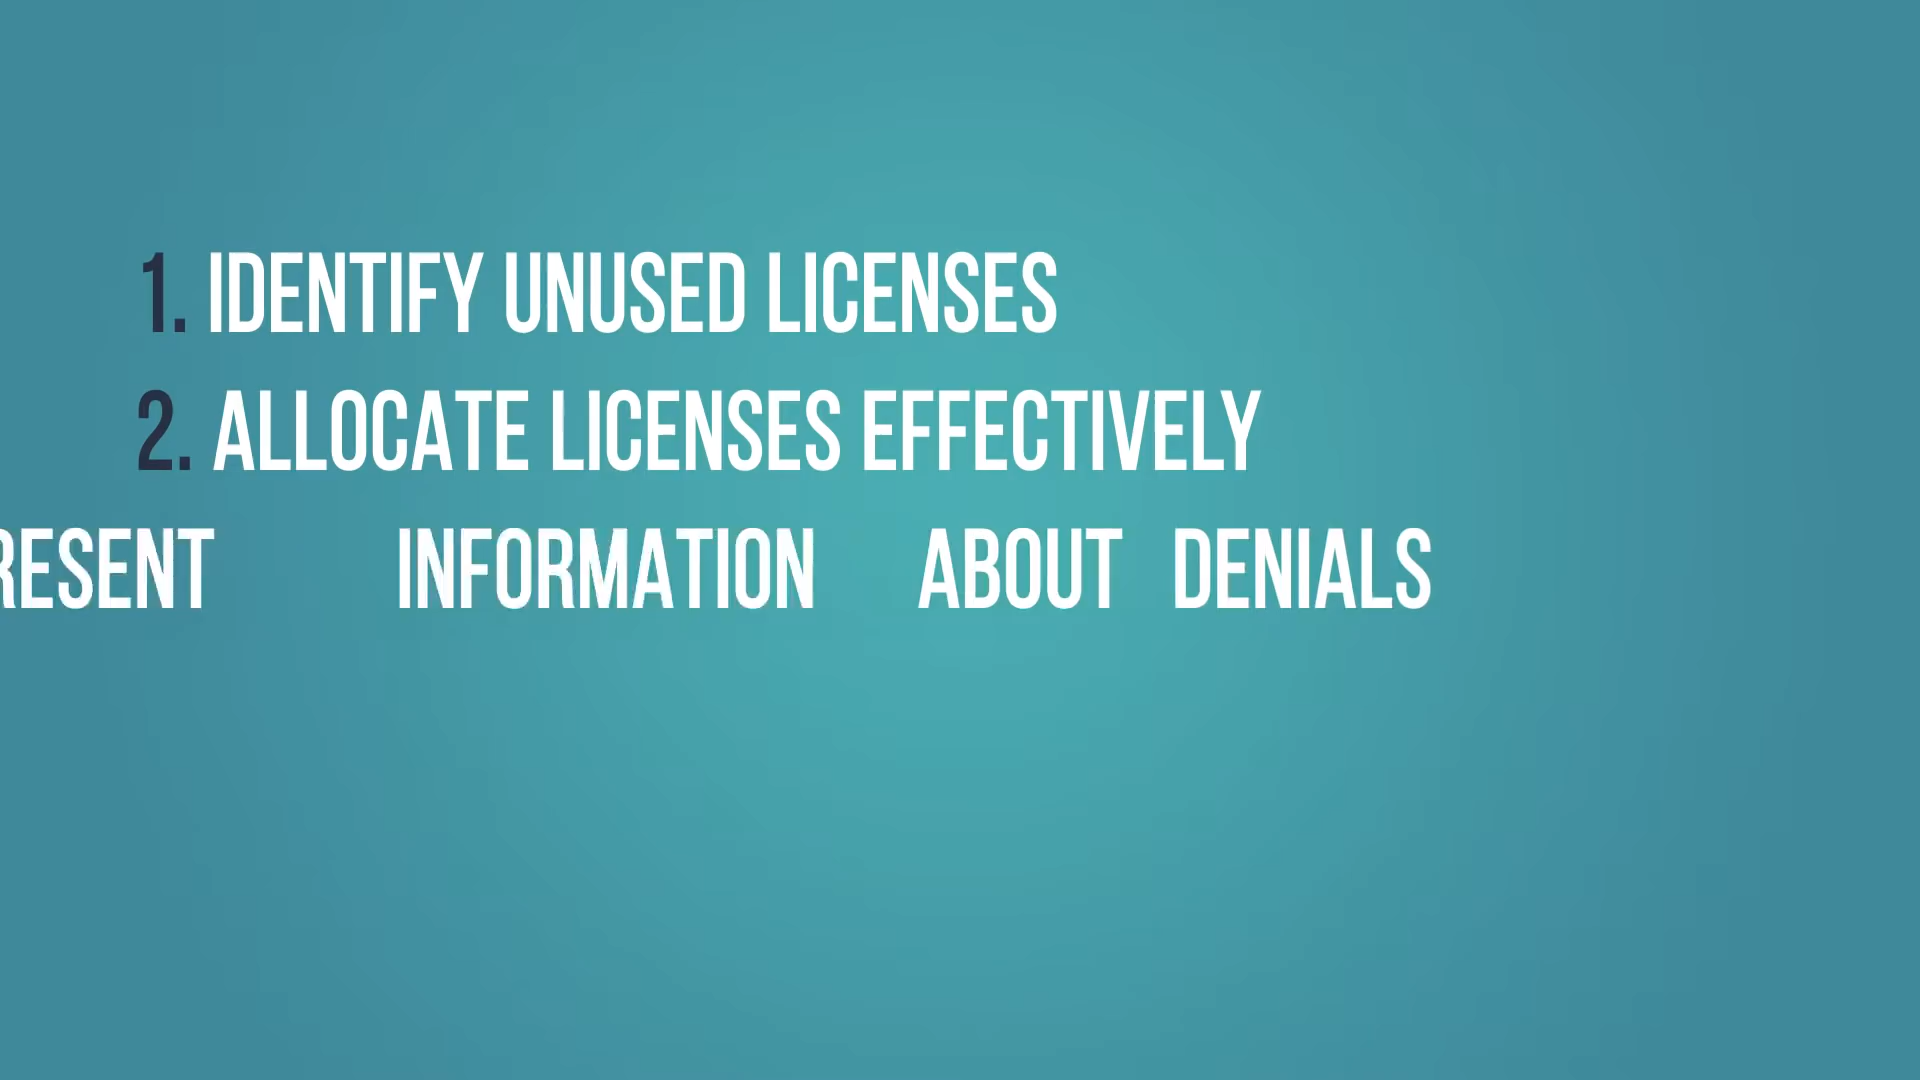 1. IDENTIFY UNUSED LICENSES
2. ALLOCATE LICENSES EFFECTIVELY
RESENT INFORMATION ABOUT DENIALS